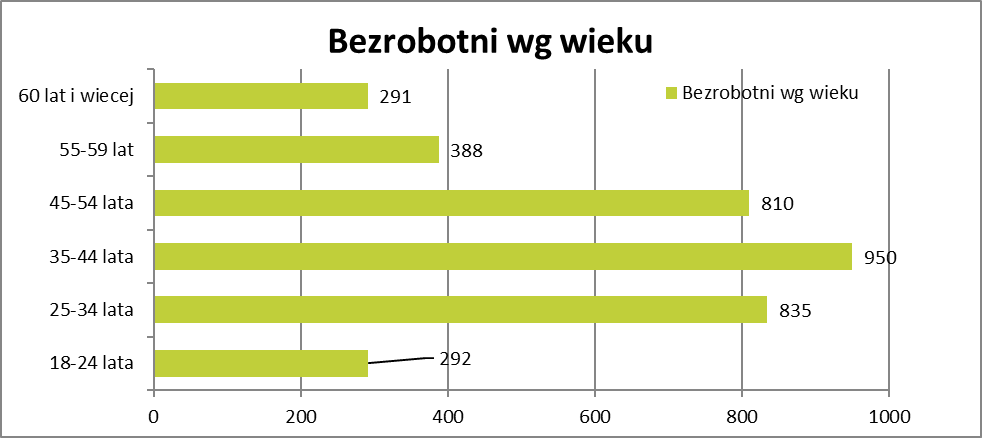 Bezrobotni wg wieku
60 lat i wiecej
291
Bezrobotni wg wieku
55-59 lat
388
45-54 lata
810
35-44 lata
950
25-34 lata
835
18-24 lata
292
0 200 400 600 800 1000